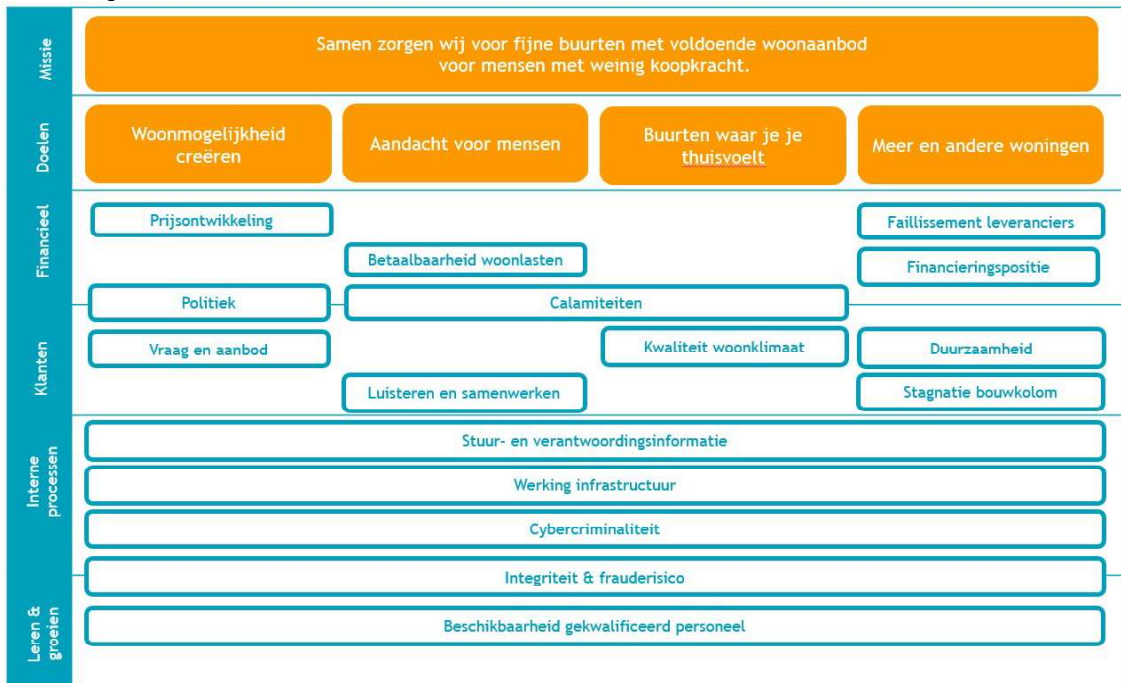 Missie
Samen zorgen wij voor fijne buurten met voldoende woonaanbod
voor mensen met weinig koopkracht.
Doelen
Woonmogelijkheid
creëren
Aandacht voor mensen
Buurten waar je je
thuisvoelt
Meer en andere woningen
Financieel
Prijsontwikkeling
Faillissement leveranciers
Betaalbaarheid woonlasten
Financieringspositie
Politiek
Calamiteiten
Klanten
Vraag en aanbod
Kwaliteit woonklimaat
Duurzaamheid
Luisteren en samenwerken
Stagnatie bouwkolom
Interne
processen
Stuur- en verantwoordingsinformatie
Werking infrastructuur
Cybercriminaliteit
Integriteit & frauderisico
Leren &
groeien
Beschikbaarheid gekwalificeerd personeel